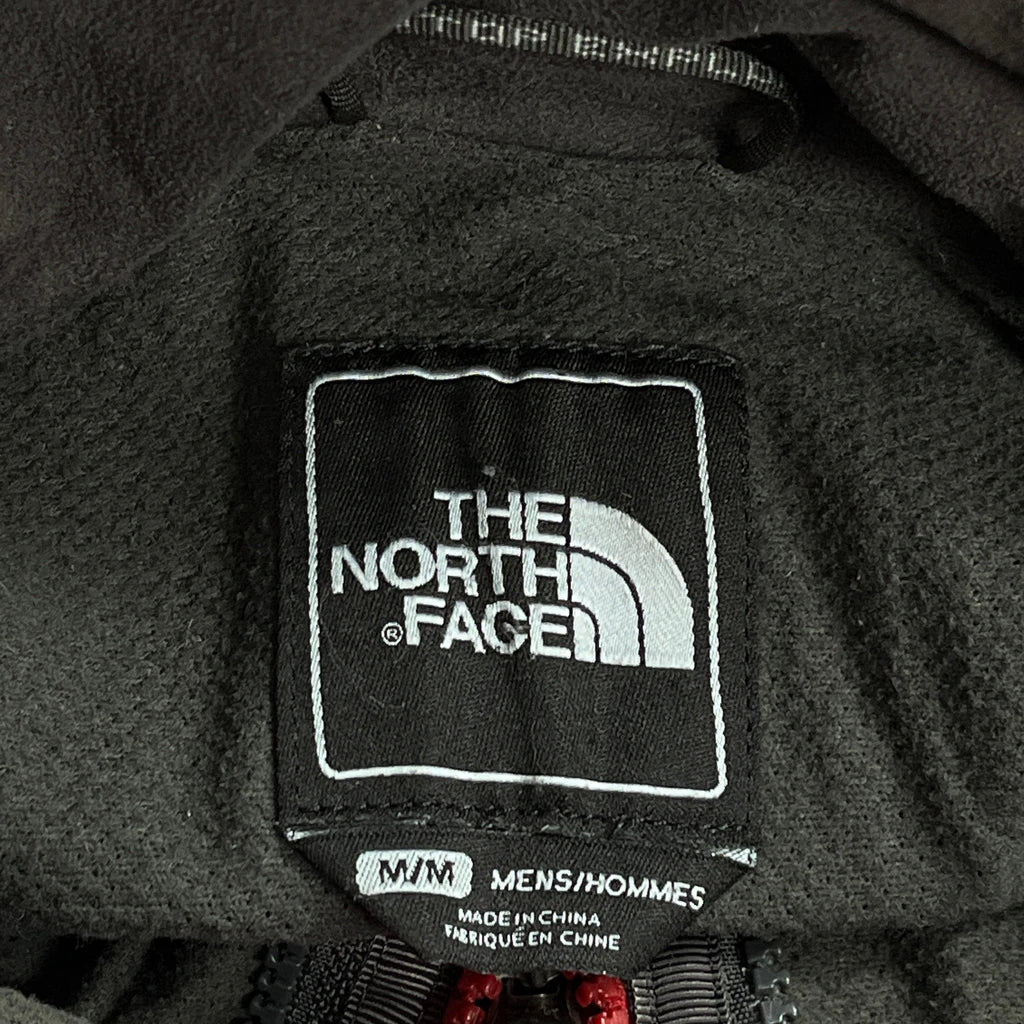 THE
NORTH
®FACE
M/M MENS/HOMMES
MADE IN CHINA
FABRIQUÉ EN CHINE